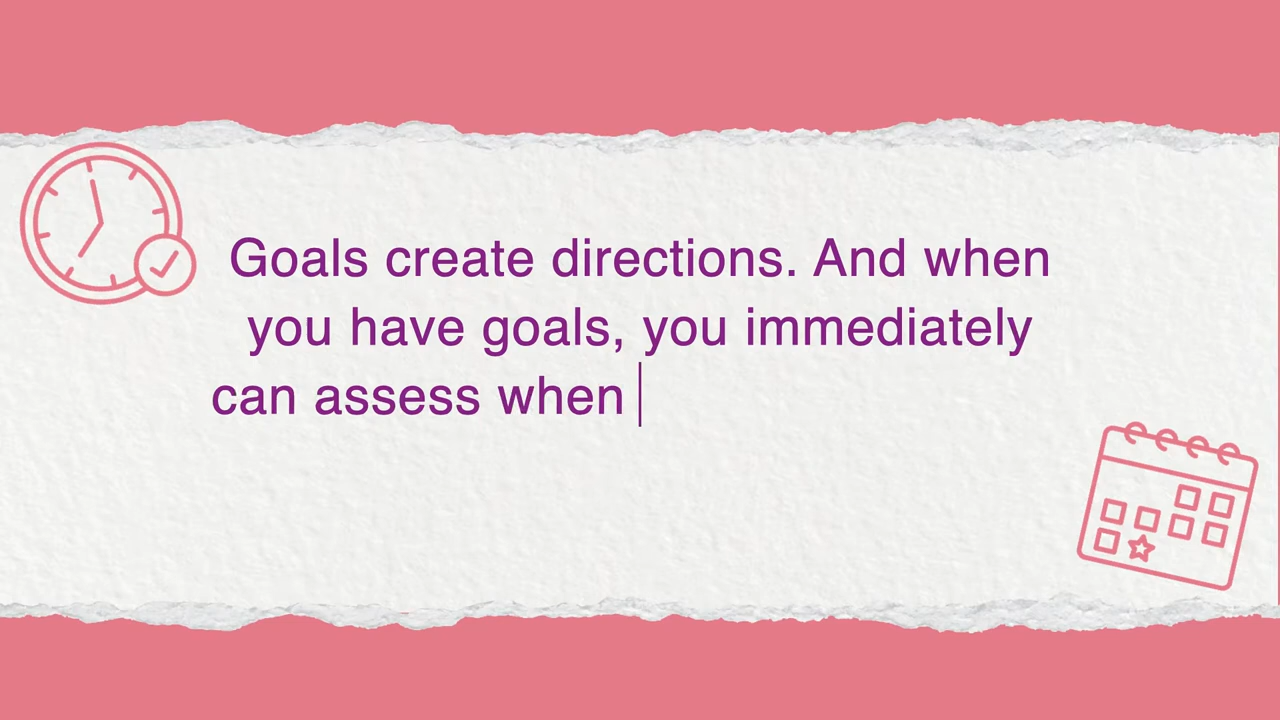 Goals create directions. And when
you have goals, you immediately
can assess when